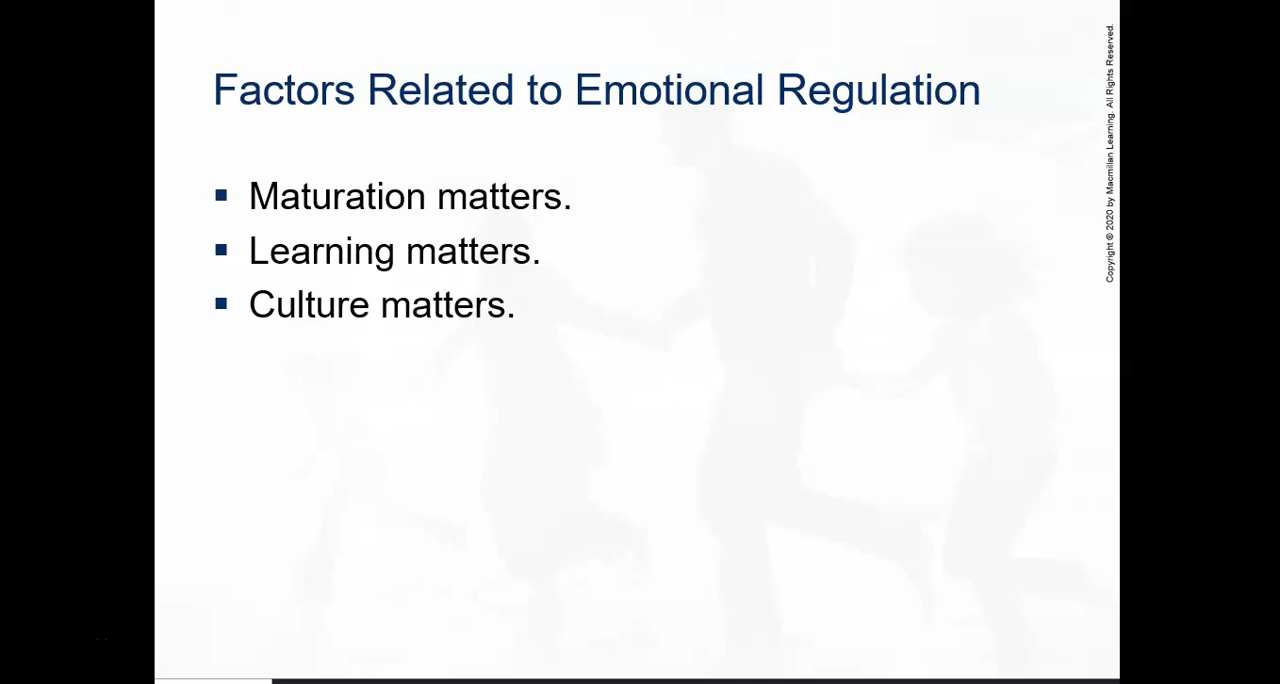 Factors Related to Emotional Regulation
▪ Maturation matters.
▪ Learning matters.
▪ Culture matters.
Copyright © 2020 by Macmillan Learning. All Rights Reserved.